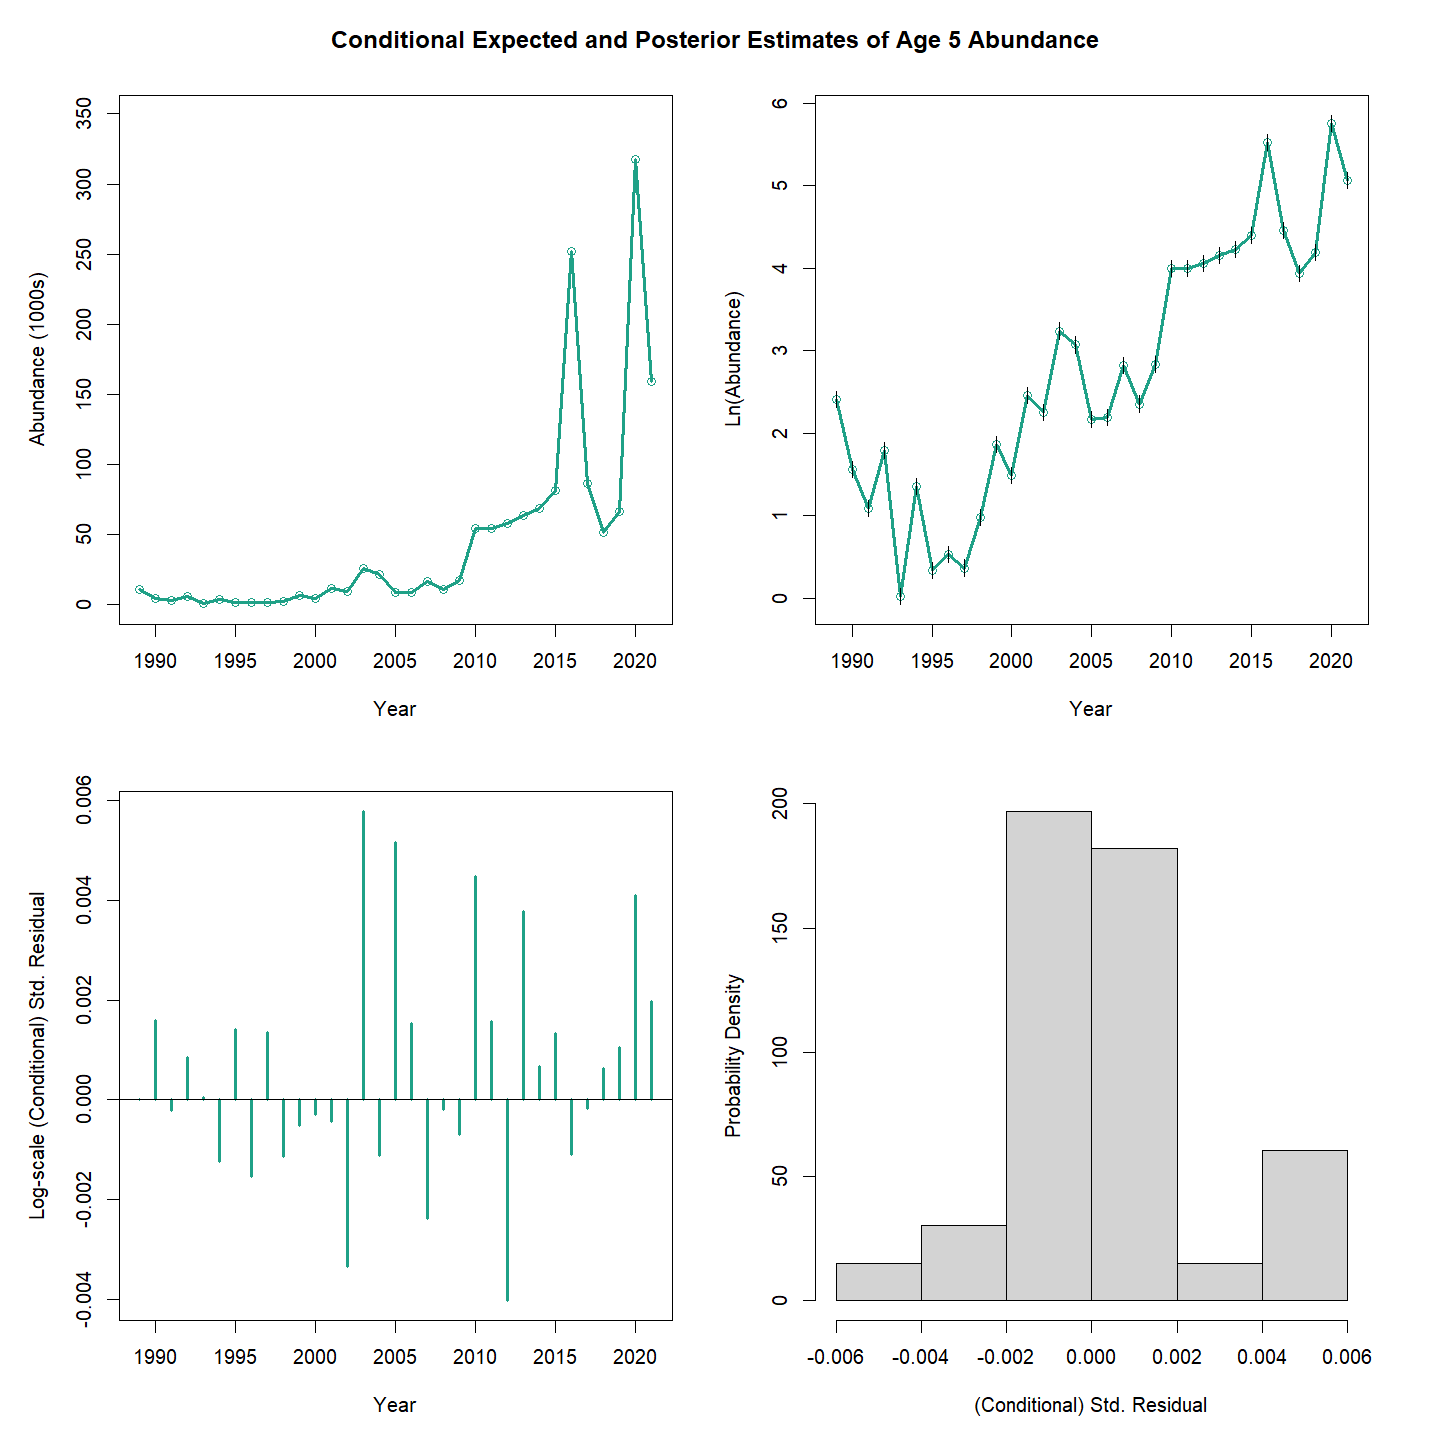 Conditional Expected and Posterior Estimates of Age 5 Abundance
Abundance (1000s)
350
300
250
200
150
100
50
0
1990 1995 2000 2005 2010 2015 2020
Year
Ln(Abundance)
6
5
4
3
2
1
0
1990 1995 2000 2005 2010 2015 2020
Year
Log-scale (Conditional) Std. Residual
0.006
0.004
0.002
0.000
-0.002
-0.004
1990 1995 2000 2005 2010 2015 2020
Year
Probability Density
200
150
100
50
0
-0.006 -0.004 -0.002 0.000 0.002 0.004 0.006
(Conditional) Std. Residual